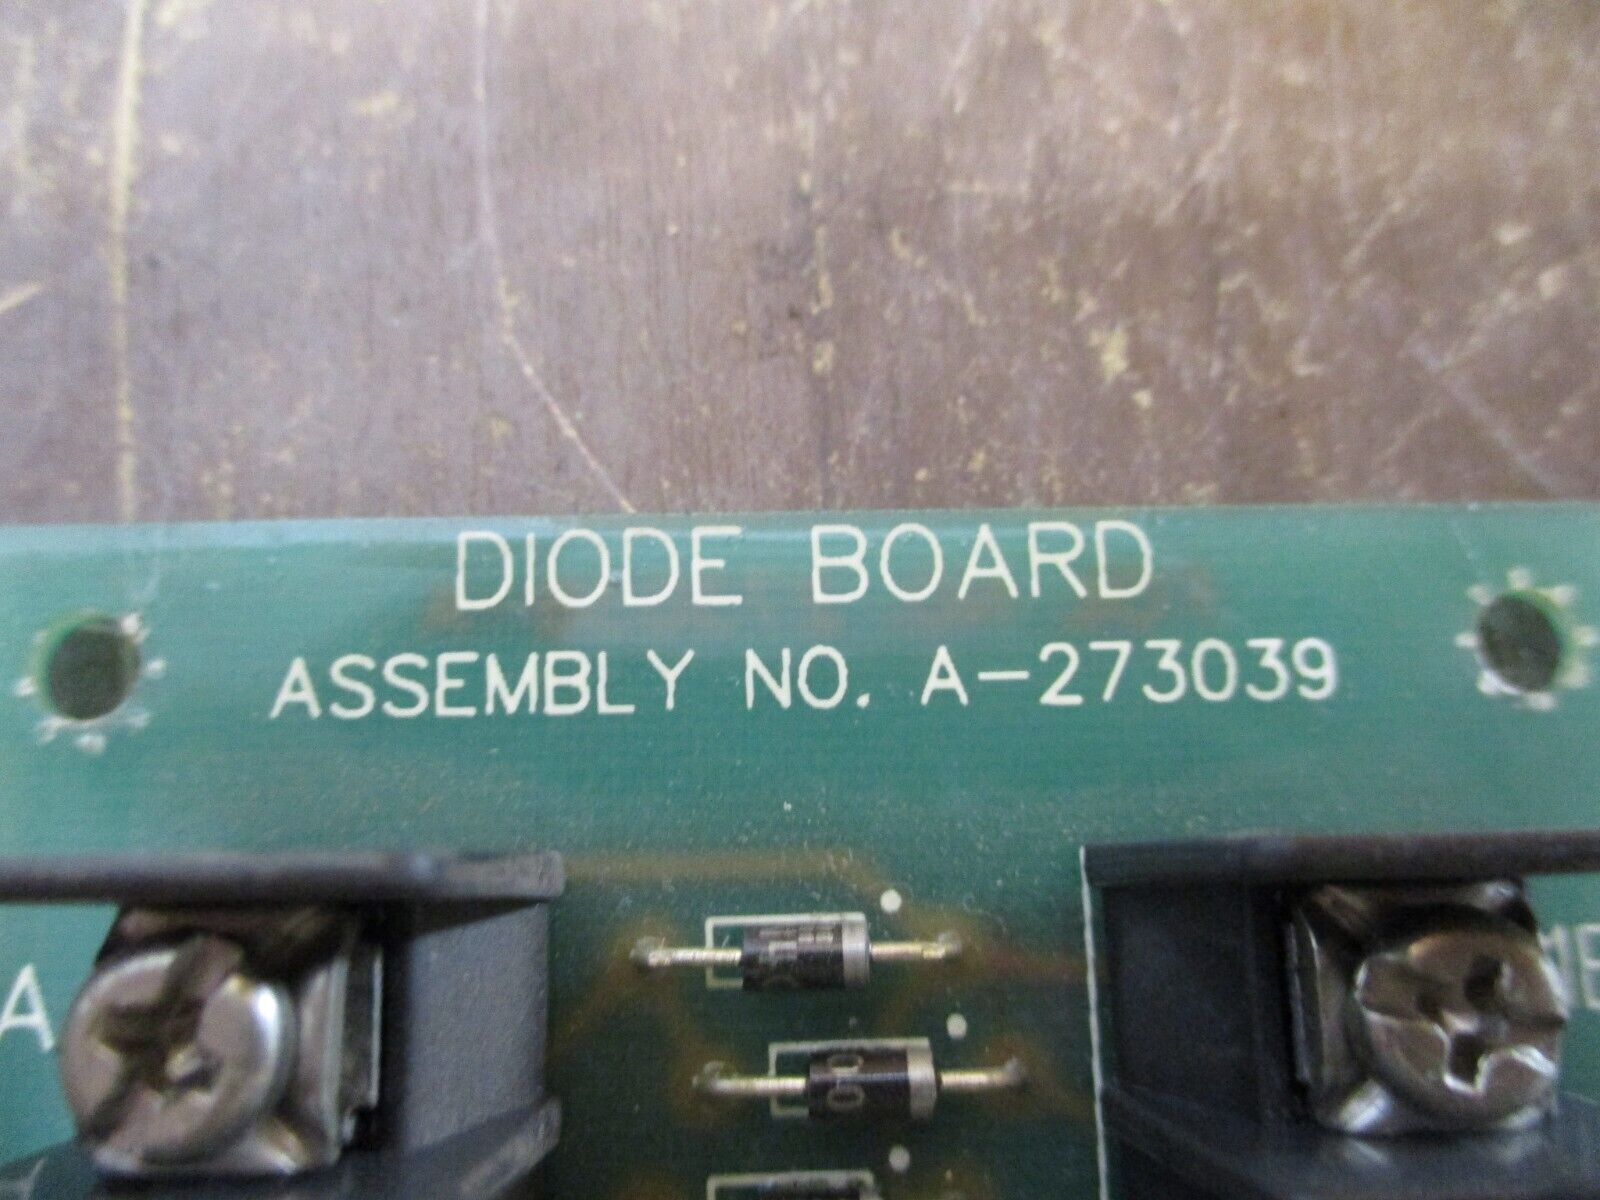 DIODE BOARD
ASSEMBLY NO. A-273039
A